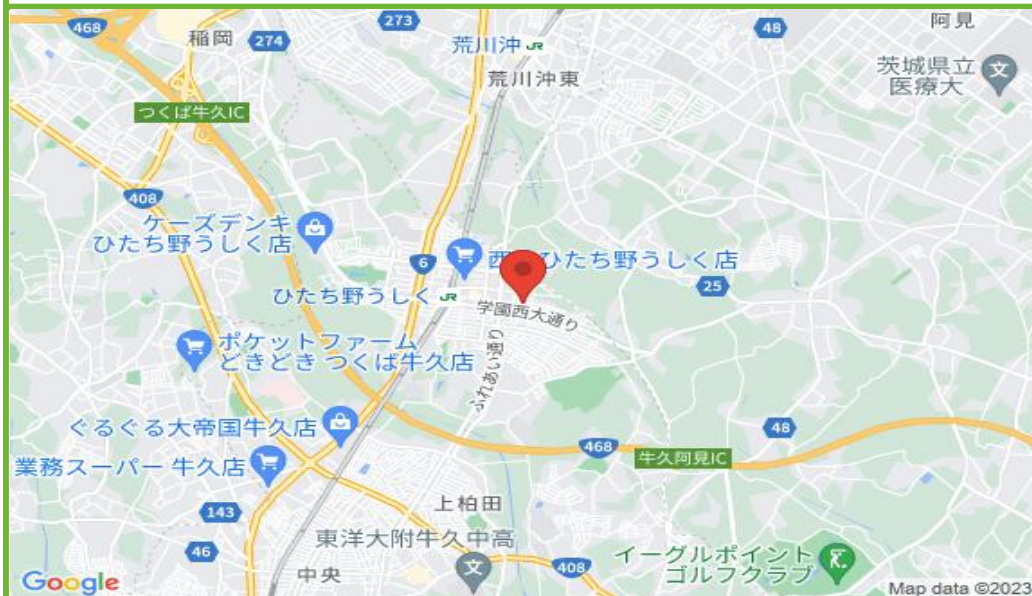 468
273
48
阿見
稲岡
274
荒川沖 JR
荒川沖東
茨城県立
医療大
文
つくば牛久IC
408
ケーズデンキ
ひたち野うしく店
6
西
ひたち野うしく店
25
ひたち野うしく JR
学園西大通り
ポケットファーム
どきどき つくば牛久店
ふれあい通り
ぐるぐる大帝国牛久店
48
468
牛久阿見IC
業務スーパー 牛久店
143
上柏田
46
東洋大附牛久中高
イーグルポイント
ゴルフクラブ
文
408
中央
Google
Map data ©2023